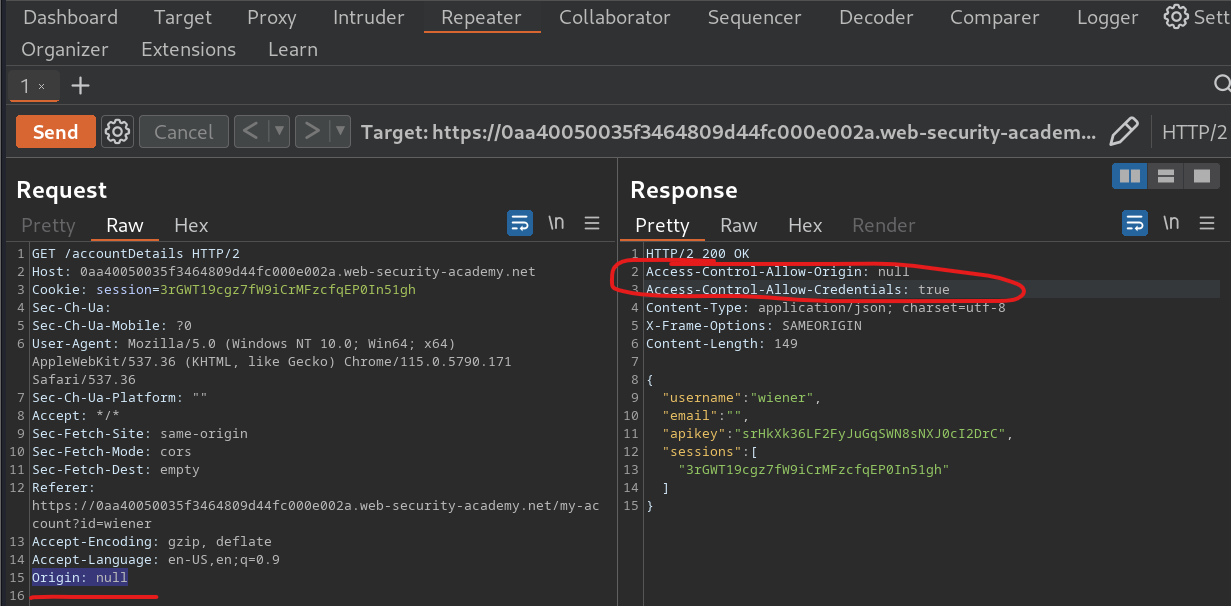 Dashboard Target Proxy Intruder Repeater Collaborator Sequencer Decoder Comparer Logger Sett
Organizer Extensions Learn
1 × +
Send Cancel < > Target: https://0aa40050035f3464809d44fc000e002a.web-security-academ... HTTP/2
Request
Pretty Raw Hex \n
1 GET /accountDetails HTTP/2
2 Host: 0aa40050035f3464809d44fc000e002a.web-security-academy.net
3 Cookie: session=3rGWT19cgz7fW9iCrMFzcfqEP0In51gh
4 Sec-Ch-Ua:
5 Sec-Ch-Ua-Mobile: ?0
6 User-Agent: Mozilla/5.0 (Windows NT 10.0; Win64; x64)
AppleWebKit/537.36 (KHTML, like Gecko) Chrome/115.0.5790.171
Safari/537.36
7 Sec-Ch-Ua-Platform: ""
8 Accept: */*
9 Sec-Fetch-Site: same-origin
10 Sec-Fetch-Mode: cors
11 Sec-Fetch-Dest: empty
12 Referer:
https://0aa40050035f3464809d44fc000e002a.web-security-academy.net/my-ac
count?id=wiener
13 Accept-Encoding: gzip, deflate
14 Accept-Language: en-US,en;q=0.9
15 Origin: null
16
Response
Pretty Raw Hex Render \n
1 HTTP/2 200 OK
2 Access-Control-Allow-Origin: null
3 Access-Control-Allow-Credentials: true
4 Content-Type: application/json; charset=utf-8
5 X-Frame-Options: SAMEORIGIN
6 Content-Length: 149
7
8 {
9 "username":"wiener",
10 "email":"",
11 "apikey":"srHkXk36LF2FyJuGqSWN8sNXJ0cI2DrC",
12 "sessions":[
13 "3rGWT19cgz7fW9iCrMFzcfqEP0In51gh"
14 ]
15 }